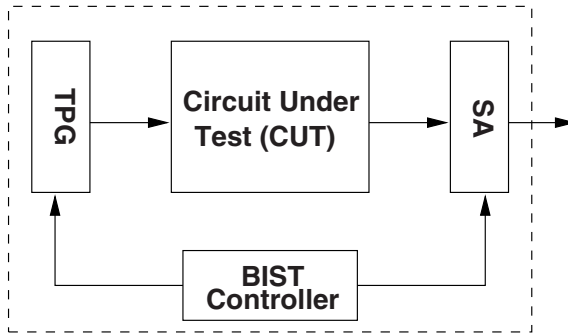 TPG
Circuit Under
Test (CUT)
SA
BIST
Controller